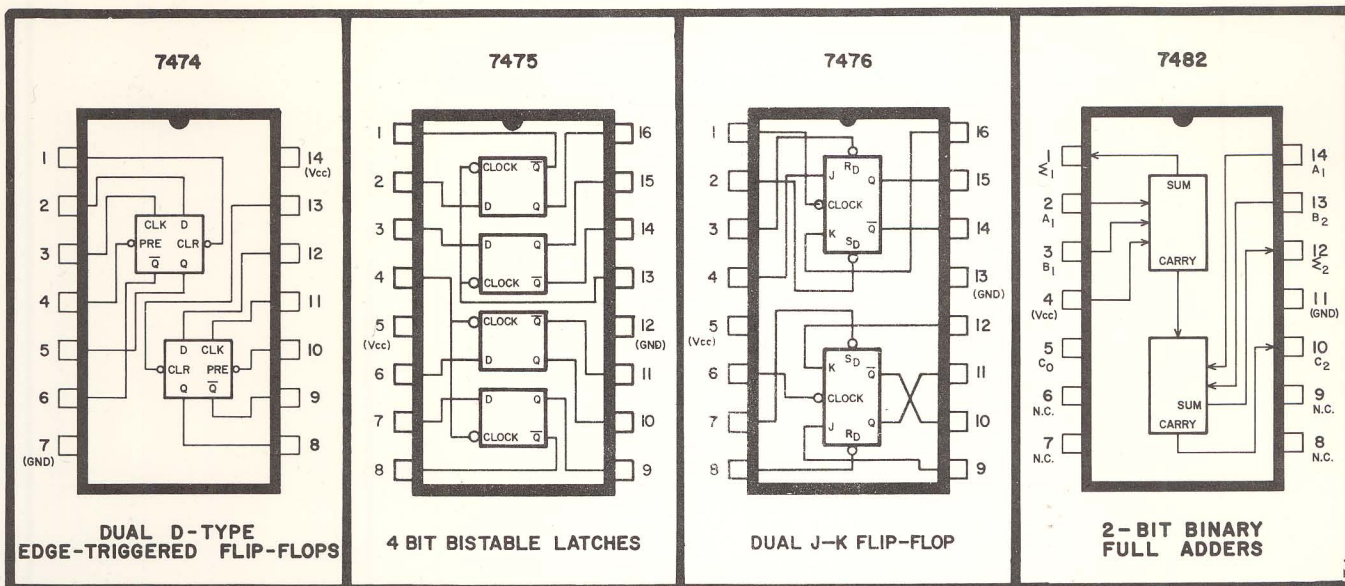 7474
1
2
3
4
5
6
7
(GND)
14
(Vcc)
13
12
11
10
9
8
CLK D
PRE CLR
Q̅ Q
D CLK
CLR PRE
Q Q̅
DUAL D-TYPE
EDGE-TRIGGERED FLIP-FLOPS
7475
1
2
3
4
5
(Vcc)
6
7
8
16
15
14
13
12
(GND)
11
10
9
CLOCK Q̅
D Q
D Q
CLOCK Q̅
CLOCK Q̅
D Q
D Q
CLOCK Q̅
4 BIT BISTABLE LATCHES
7476
1
2
3
4
5
(Vcc)
6
7
8
16
15
14
13
(GND)
12
11
10
9
RD
J Q
CLOCK
K Q̅
SD
SD
K Q̅
CLOCK
J Q
RD
DUAL J-K FLIP-FLOP
7482
1
Σ1
2
A1
3
B1
4
(Vcc)
5
C0
6
N.C.
7
N.C.
14
A1
13
B2
12
Σ2
11
(GND)
10
C2
9
N.C.
8
N.C.
SUM
CARRY
SUM
CARRY
2-BIT BINARY
FULL ADDERS